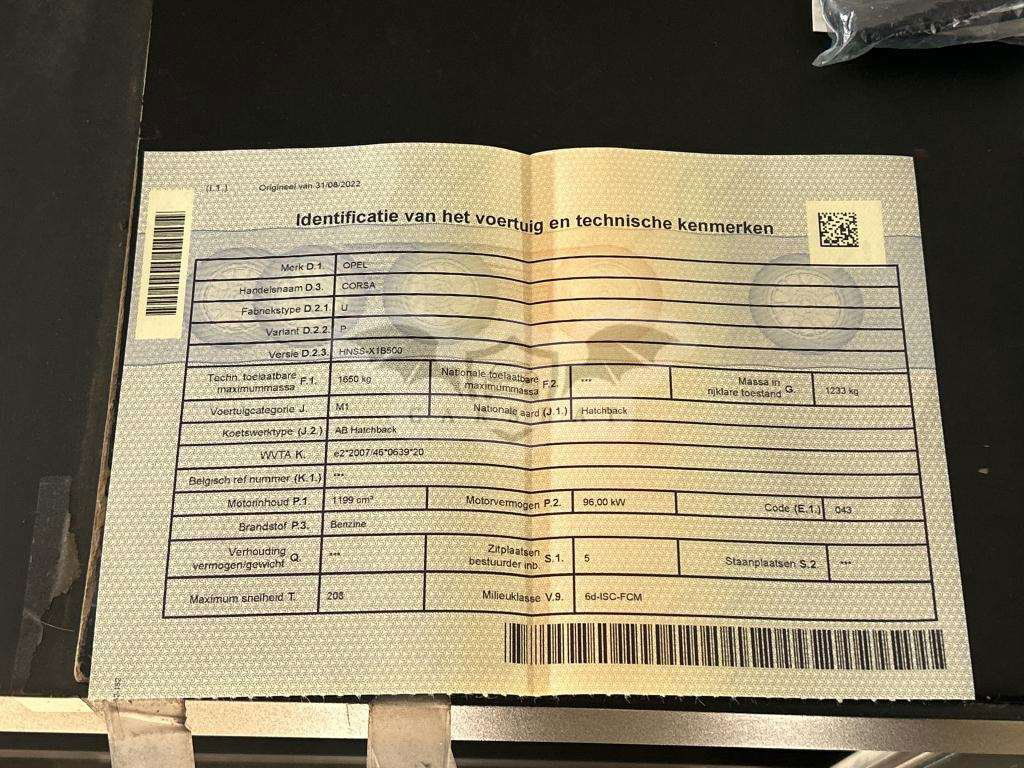 (I.1.) Origineel van 31/08/2022
Identificatie van het voertuig en technische kenmerken
Merk D.1. OPEL
Handelsnaam D.3. CORSA
Fabriekstype D.2.1 U
Variant D.2.2. P
Versie D.2.3 HNSS-X1B500
Techn. toelaatbare maximummassa F.1. 1650 kg Nationale toelaatbare maximummassa F.2. *** Massa in rijklare toestand G. 1233 kg
Voertuigcategorie J. M1 Nationale aard (J.1.) Hatchback
Koetswerktype (J.2.) AB Hatchback
WVTA K. e2*2007/46*0639*20
Belgisch ref nummer (K.1.) ***
Motorinhoud P.1 1199 cm³ Motorvermogen P.2. 96,00 kW Code (E.1.) 043
Brandstof P.3. Benzine
Verhouding vermogen/gewicht Q. *** Zitplaatsen bestuurder inb. S.1. 5 Staanplaatsen S.2 ***
Maximum snelheid T. 208 Milieuklasse V.9. 6d-ISC-FCM